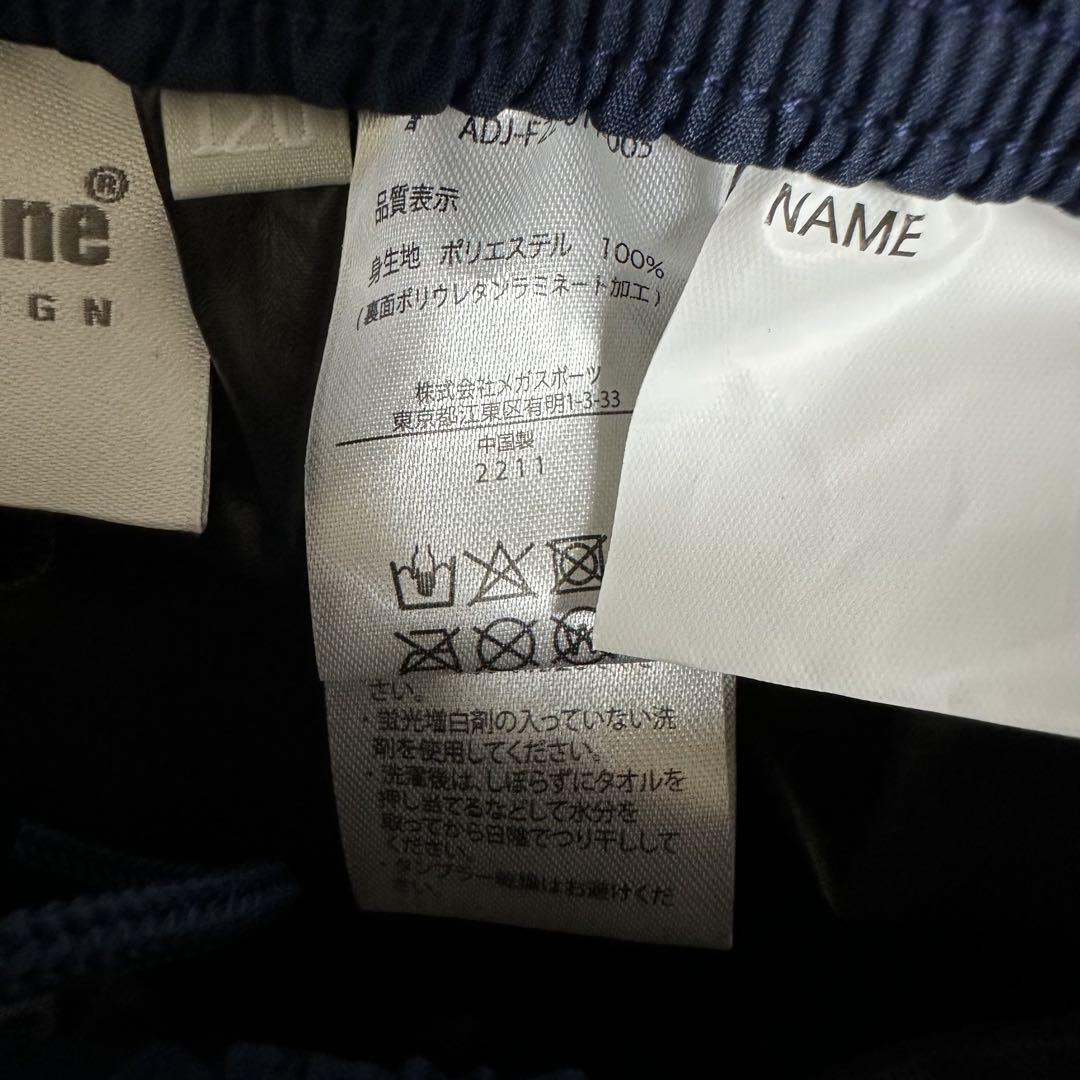 ne®
IGN
120
ADJ-F
005
品質表示
身生地 ポリエステル 100%
(裏面ポリウレタンラミネート加工)
株式会社メガスポーツ
東京都江東区有明1-3-33
中国製
2211
さい。
・蛍光増白剤の入っていない洗
剤を使用してください。
・洗濯後は、しぼらずにタオルを
押し当てるなどして水分を
取ってから日陰でつり干しして
ください。
・タンブラー乾燥はお避けくだ
さい。
NAME